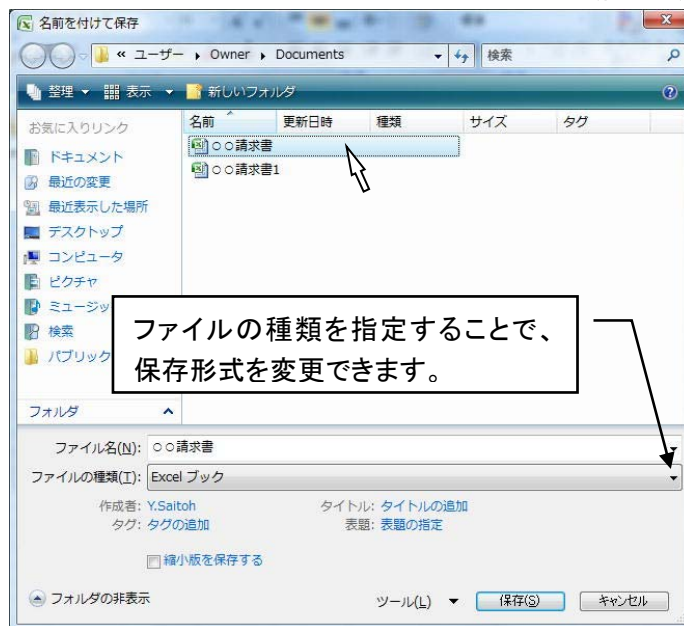 名前を付けて保存
« ユーザー ▸ Owner ▸ Documents
検索
整理 ▼ 表示 ▼ 新しいフォルダ
お気に入りリンク
ドキュメント
最近の変更
最近表示した場所
デスクトップ
コンピュータ
ピクチャ
ミュージッ
検索
パブリック
フォルダ
名前 更新日時 種類 サイズ タグ
○○請求書
○○請求書1
ファイルの種類を指定することで、
保存形式を変更できます。
ファイル名(N): ○○請求書
ファイルの種類(T): Excel ブック
作成者: Y.Saitoh タイトル: タイトルの追加
タグ: タグの追加 表題: 表題の指定
縮小版を保存する
フォルダの非表示 ツール(L) ▼ 保存(S) キャンセル